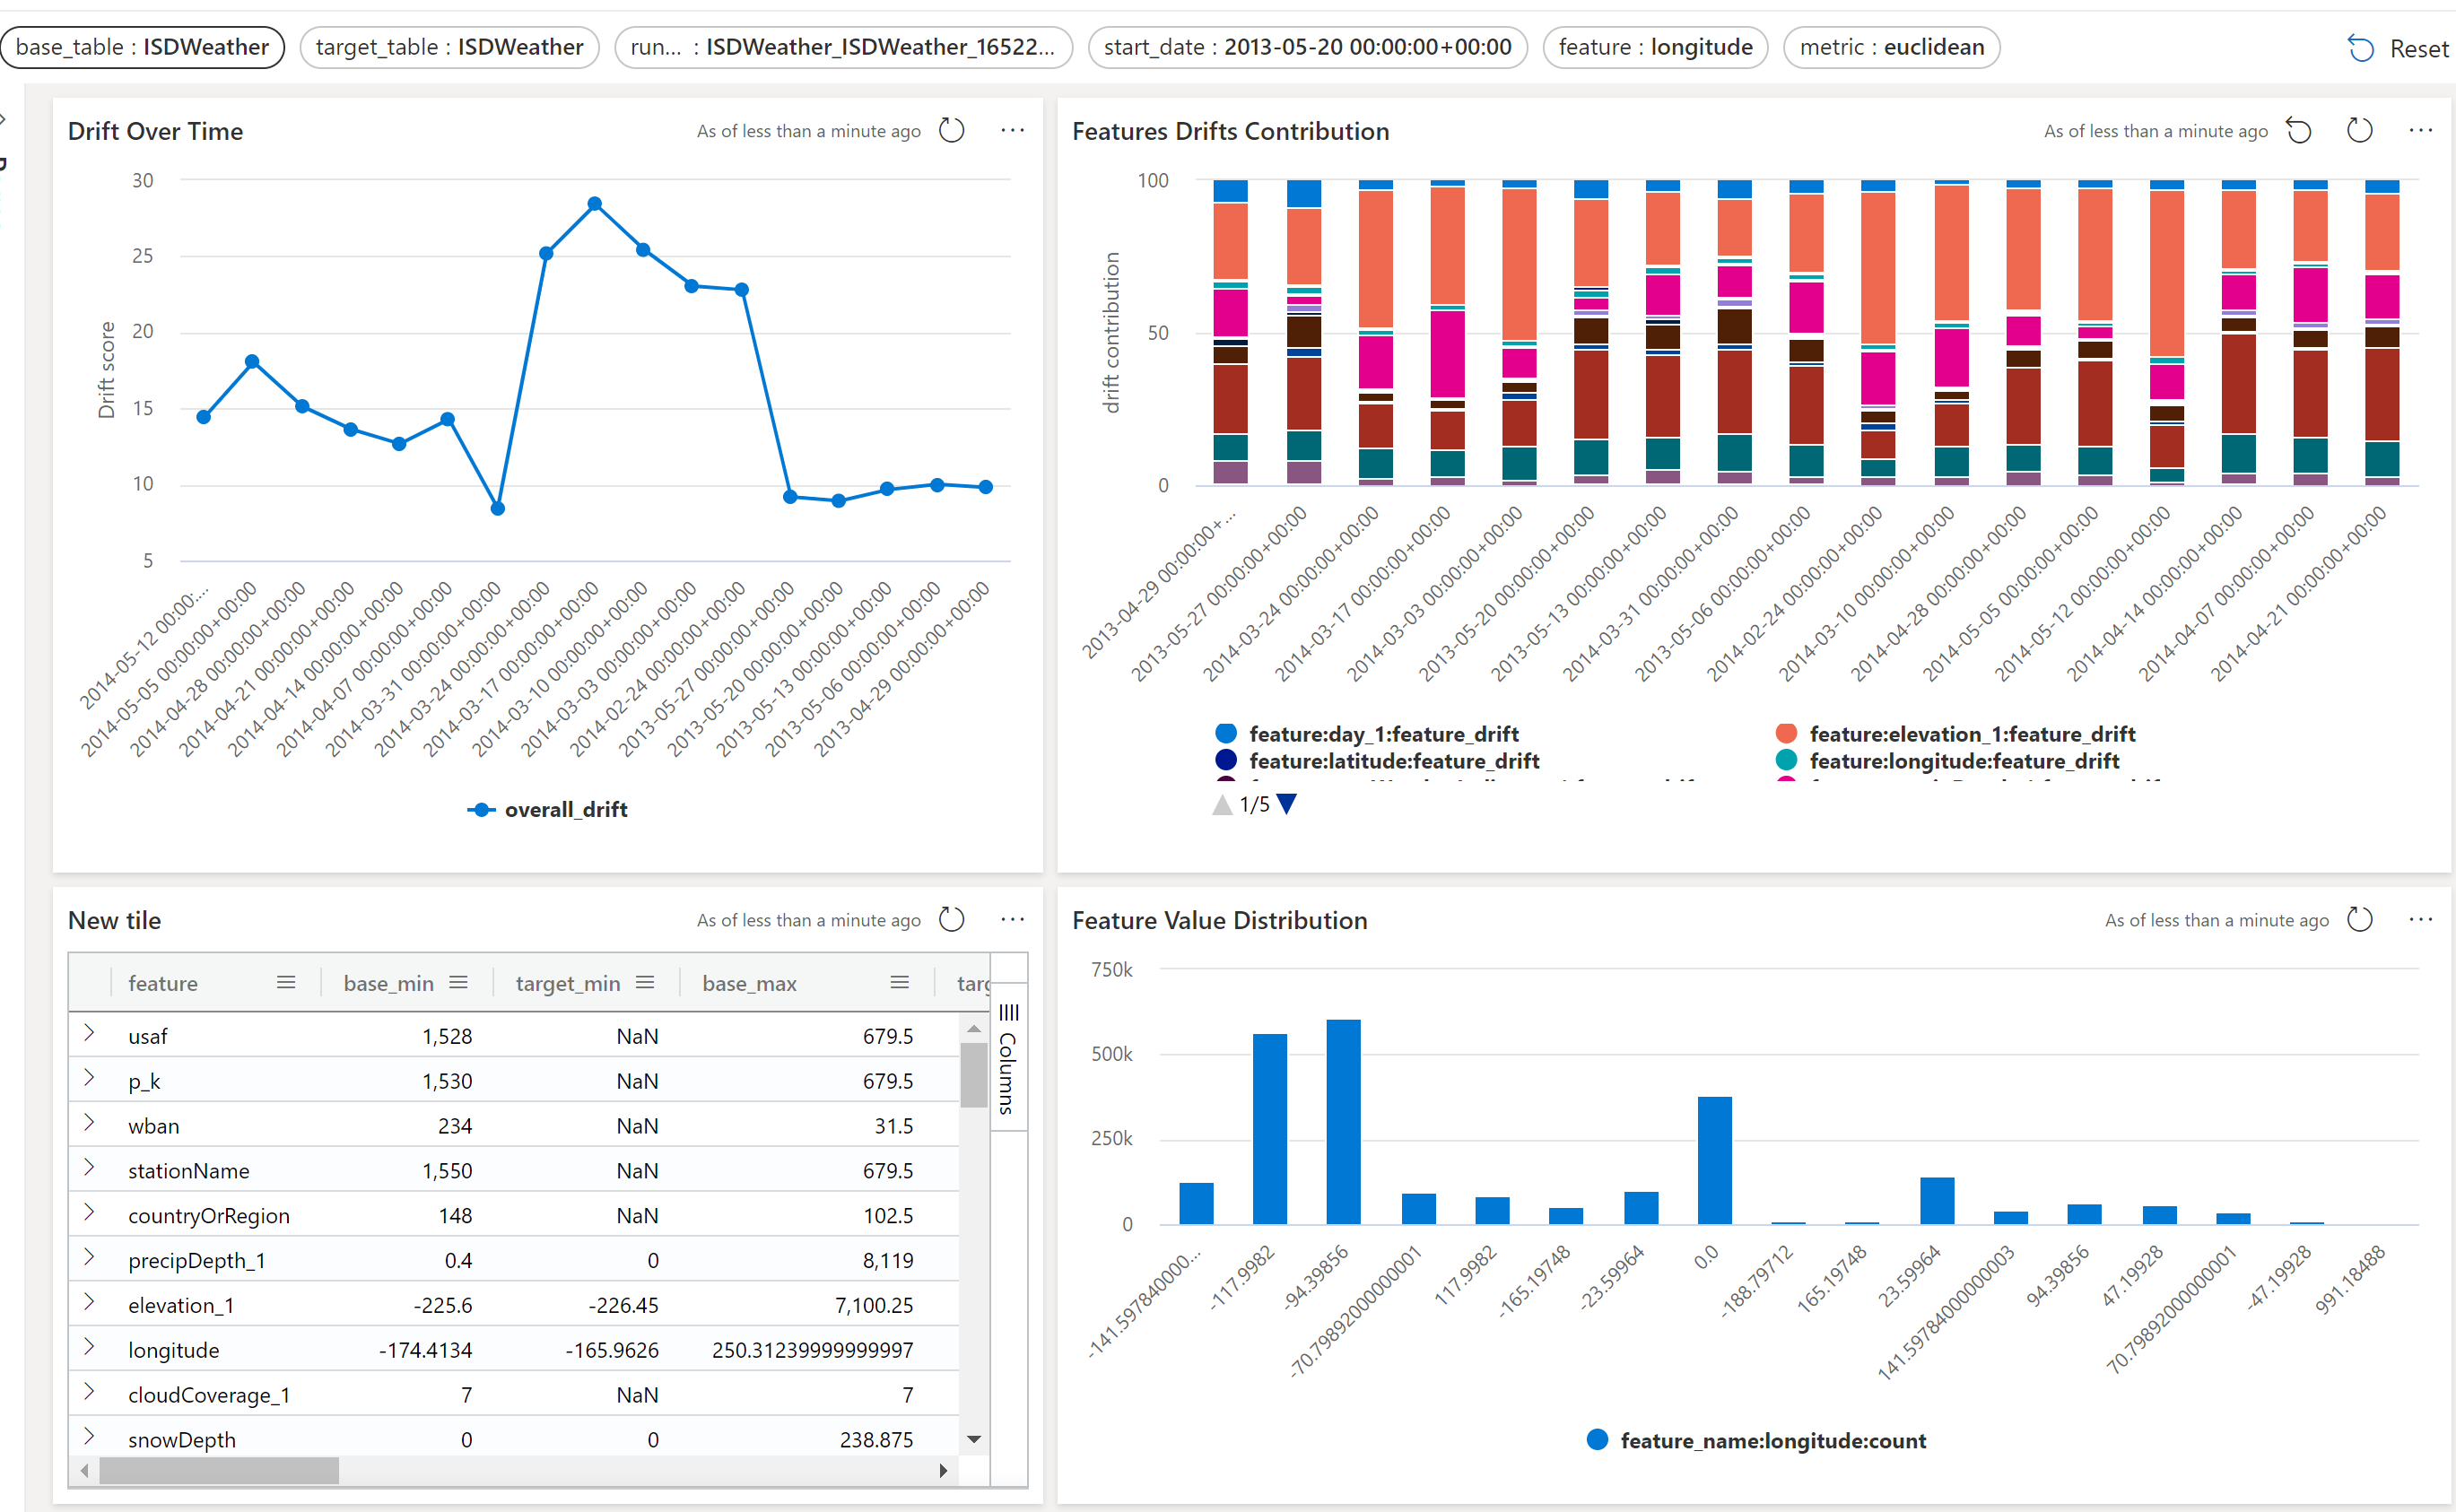 base_table : ISDWeather target_table : ISDWeather run... : ISDWeather_ISDWeather_16522... start_date : 2013-05-20 00:00:00+00:00 feature : longitude metric : euclidean Reset
Drift Over Time As of less than a minute ago ...
30
25
20
15
10
5
Drift score
2014-05-12 00:00:...
2014-05-05 00:00:00+00:00
2014-04-28 00:00:00+00:00
2014-04-21 00:00:00+00:00
2014-04-14 00:00:00+00:00
2014-04-07 00:00:00+00:00
2014-03-31 00:00:00+00:00
2014-03-24 00:00:00+00:00
2014-03-17 00:00:00+00:00
2014-03-10 00:00:00+00:00
2014-03-03 00:00:00+00:00
2014-02-24 00:00:00+00:00
2013-05-27 00:00:00+00:00
2013-05-20 00:00:00+00:00
2013-05-13 00:00:00+00:00
2013-05-06 00:00:00+00:00
2013-04-29 00:00:00+00:00
overall_drift
Features Drifts Contribution As of less than a minute ago ...
100
50
0
drift contribution
2013-04-29 00:00:00+...
2013-05-27 00:00:00+00:00
2014-03-24 00:00:00+00:00
2014-03-17 00:00:00+00:00
2014-03-03 00:00:00+00:00
2013-05-20 00:00:00+00:00
2013-05-13 00:00:00+00:00
2014-03-31 00:00:00+00:00
2013-05-06 00:00:00+00:00
2014-02-24 00:00:00+00:00
2014-03-10 00:00:00+00:00
2014-04-28 00:00:00+00:00
2014-05-05 00:00:00+00:00
2014-05-12 00:00:00+00:00
2014-04-14 00:00:00+00:00
2014-04-07 00:00:00+00:00
2014-04-21 00:00:00+00:00
feature:day_1:feature_drift feature:elevation_1:feature_drift
feature:latitude:feature_drift feature:longitude:feature_drift
1/5
New tile As of less than a minute ago ...
feature base_min target_min base_max targ
usaf 1,528 NaN 679.5
p_k 1,530 NaN 679.5
wban 234 NaN 31.5
stationName 1,550 NaN 679.5
countryOrRegion 148 NaN 102.5
precipDepth_1 0.4 0 8,119
elevation_1 -225.6 -226.45 7,100.25
longitude -174.4134 -165.9626 250.31239999999997
cloudCoverage_1 7 NaN 7
snowDepth 0 0 238.875
Columns
Feature Value Distribution As of less than a minute ago ...
750k
500k
250k
0
-141.597840000...
-117.9982
-94.39856
-70.79892000000001
117.9982
-165.19748
-23.59964
0.0
-188.79712
165.19748
23.59964
141.59784000000003
94.39856
47.19928
70.79892000000001
-47.19928
991.18488
feature_name:longitude:count